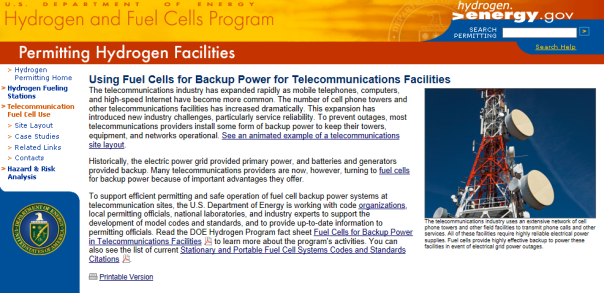 U.S. DEPARTMENT OF ENERGY
Hydrogen and Fuel Cells Program
hydrogen.
energy.gov
SEARCH
PERMITTING
Search Help
Permitting Hydrogen Facilities
> Hydrogen
Permitting Home
> Hydrogen Fueling
Stations
> Telecommunication
Fuel Cell Use
> Site Layout
> Case Studies
> Related Links
> Contacts
> Hazard & Risk
Analysis
Using Fuel Cells for Backup Power for Telecommunications Facilities
The telecommunications industry has expanded rapidly as mobile telephones, computers,
and high-speed Internet have become more common. The number of cell phone towers and
other telecommunications facilities has increased dramatically. This expansion has
introduced new industry challenges, particularly service reliability. To prevent outages, most
telecommunications providers install some form of backup power to keep their towers,
equipment, and networks operational. See an animated example of a telecommunications
site layout.
Historically, the electric power grid provided primary power, and batteries and generators
provided backup. Many telecommunications providers are now, however, turning to fuel cells
for backup power because of important advantages they offer.
To support efficient permitting and safe operation of fuel cell backup power systems at
telecommunication sites, the U.S. Department of Energy is working with code organizations,
local permitting officials, national laboratories, and industry experts to support the
development of model codes and standards, and to provide up-to-date information to
permitting officials. Read the DOE Hydrogen Program fact sheet Fuel Cells for Backup Power
in Telecommunications Facilities to learn more about the program's activities. You can
also see the list of current Stationary and Portable Fuel Cell Systems Codes and Standards
Citations.
Printable Version
The telecommunications industry uses an extensive network of cell
phone towers and other field facilities to transmit phone calls and other
services. All of these facilities require highly reliable electrical power
supplies. Fuel cells provide highly effective backup to power these
facilities in event of electrical grid power outages.